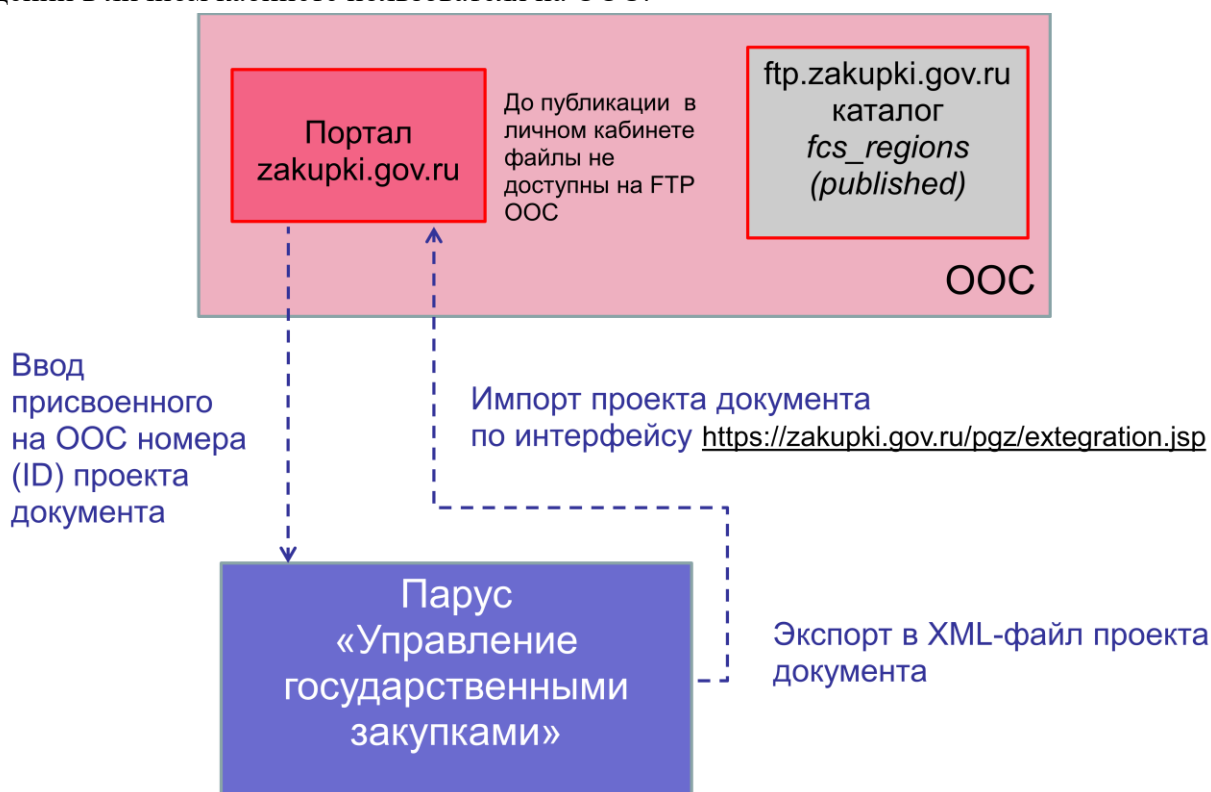 Портал
zakupki.gov.ru
До публикации в
личном кабинете
файлы не
доступны на FTP
ООС
ftp.zakupki.gov.ru
каталог
fcs_regions
(published)
ООС
Ввод
присвоенного
на ООС номера
(ID) проекта
документа
Импорт проекта документа
по интерфейсу https://zakupki.gov.ru/pgz/extegration.jsp
Парус
«Управление
государственными
закупками»
Экспорт в XML-файл проекта
документа